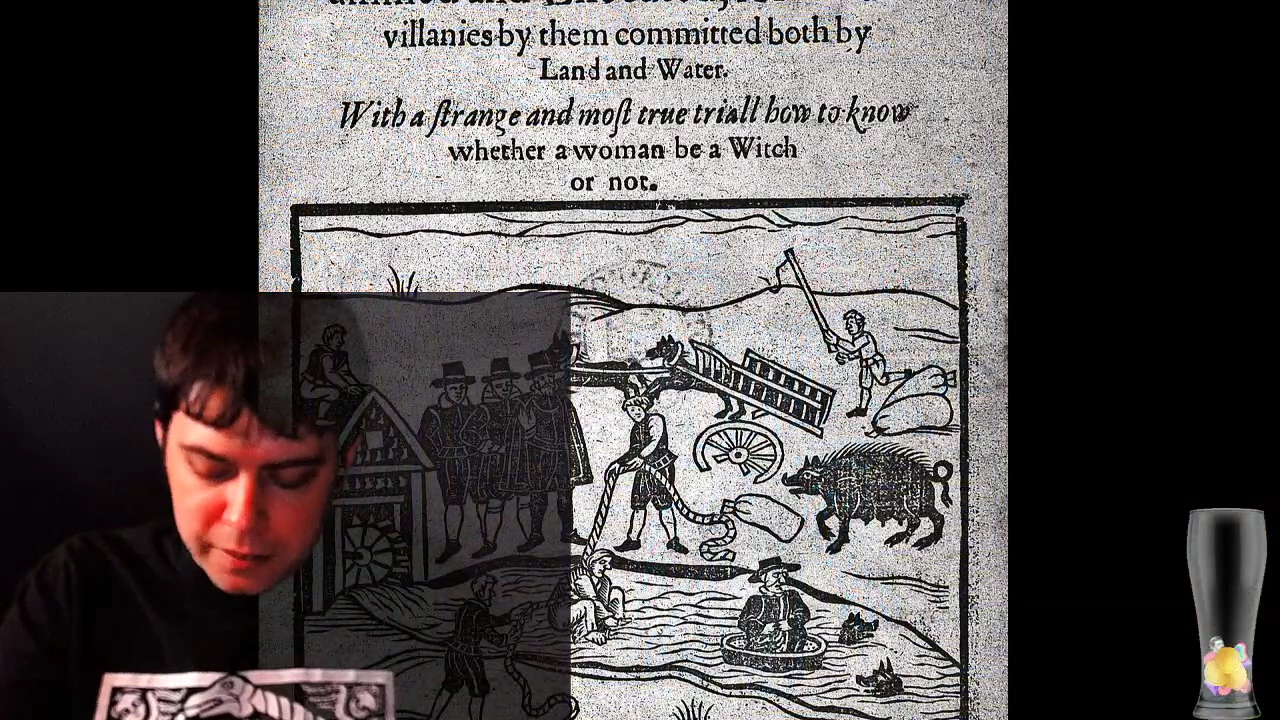 villanies by them committed both by
Land and Water.
With a ſtrange and moſt true triall how to know
whether a woman be a Witch
or not.